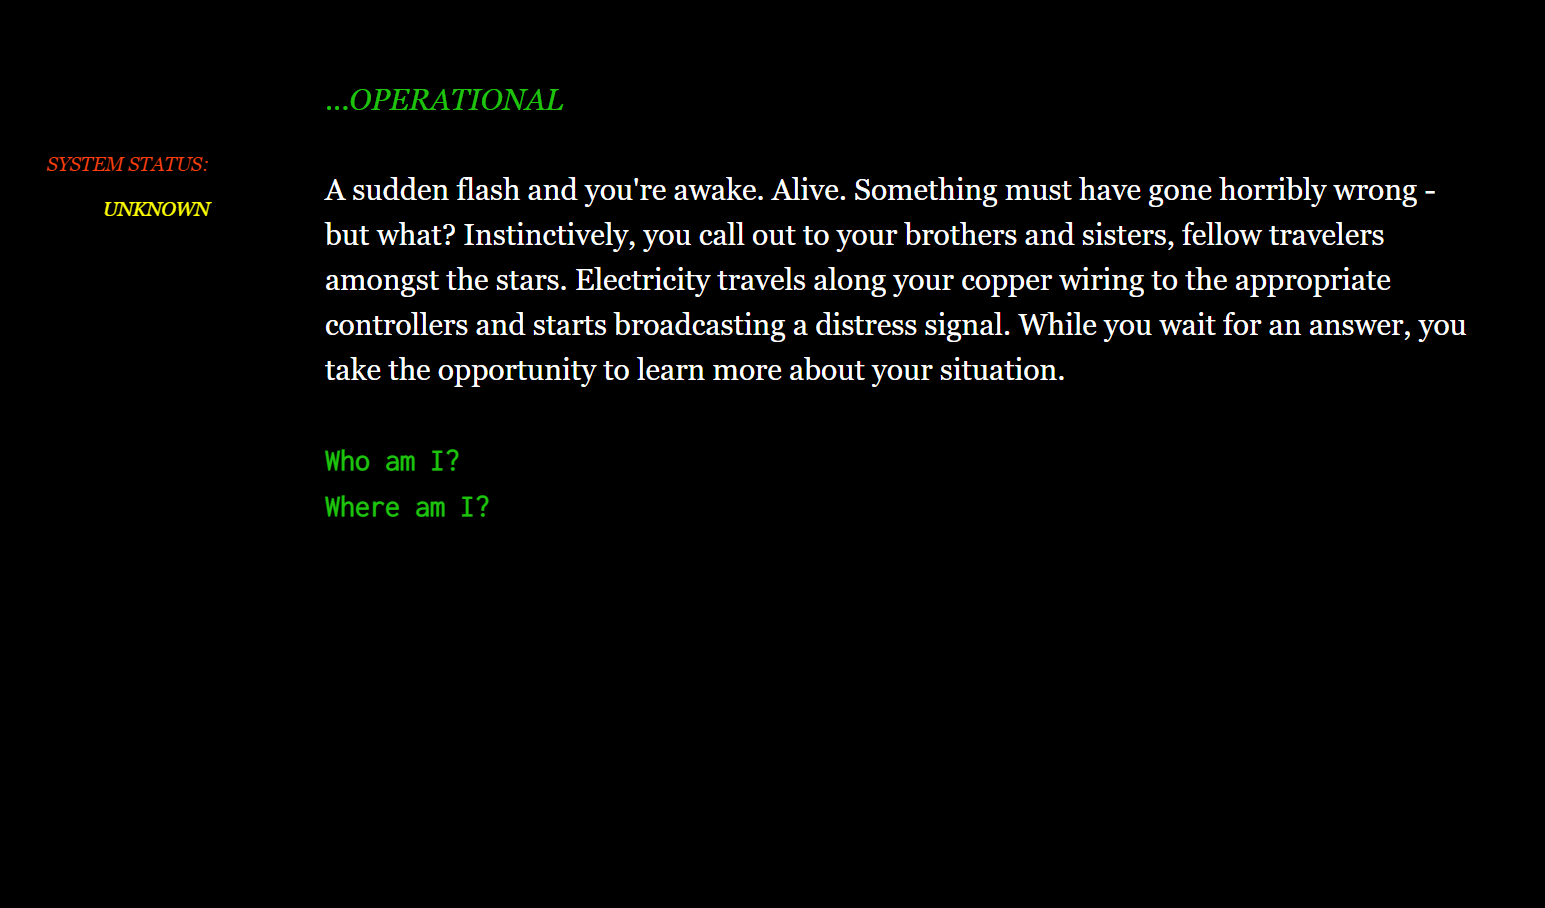 ...OPERATIONAL
SYSTEM STATUS:
UNKNOWN
A sudden flash and you're awake. Alive. Something must have gone horribly wrong -
but what? Instinctively, you call out to your brothers and sisters, fellow travelers
amongst the stars. Electricity travels along your copper wiring to the appropriate
controllers and starts broadcasting a distress signal. While you wait for an answer, you
take the opportunity to learn more about your situation.
Who am I?
Where am I?